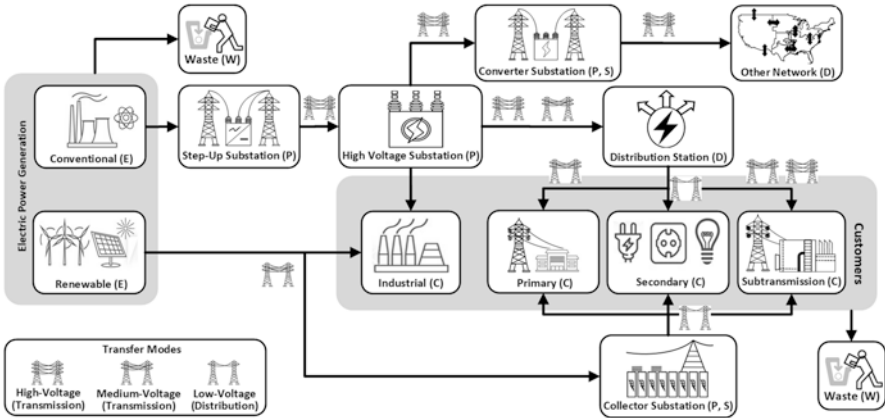 Waste (W)
Converter Substation (P, S)
Other Network (D)
Electric Power Generation
Conventional (E)
Step-Up Substation (P)
High Voltage Substation (P)
Distribution Station (D)
Renewable (E)
Industrial (C)
Primary (C)
Secondary (C)
Subtransmission (C)
Customers
Transfer Modes
High-Voltage
(Transmission)
Medium-Voltage
(Transmission)
Low-Voltage
(Distribution)
Collector Substation (P, S)
Waste (W)